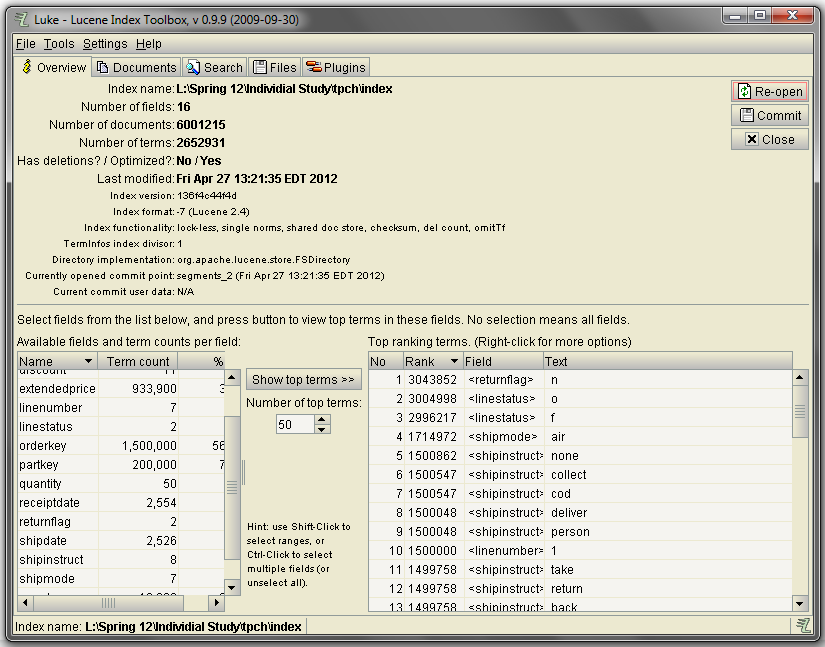 Luke - Lucene Index Toolbox, v 0.9.9 (2009-09-30)
File Tools Settings Help
Overview Documents Search Files Plugins
Index name: L:\Spring 12\Individial Study\tpch\index
Re-open
Number of fields: 16
Commit
Number of documents: 6001215
Close
Number of terms: 2652931
Has deletions? / Optimized?: No / Yes
Last modified: Fri Apr 27 13:21:35 EDT 2012
Index version: 136f4c44f4d
Index format: -7 (Lucene 2.4)
Index functionality: lock-less, single norms, shared doc store, checksum, del count, omitTf
TermInfos index divisor: 1
Directory implementation: org.apache.lucene.store.FSDirectory
Currently opened commit point: segments_2 (Fri Apr 27 13:21:35 EDT 2012)
Current commit user data: N/A
Select fields from the list below, and press button to view top terms in these fields. No selection means all fields.
Available fields and term counts per field:
Name Term count %
discount 11
extendedprice 933,900 3
linenumber 7
linestatus 2
orderkey 1,500,000 56
partkey 200,000 7
quantity 50
receiptdate 2,554
returnflag 2
shipdate 2,526
shipinstruct 8
shipmode 7
Show top terms >>
Number of top terms:
50
Hint: use Shift-Click to
select ranges, or
Ctrl-Click to select
multiple fields (or
unselect all).
Top ranking terms. (Right-click for more options)
No Rank Field Text
1 3043852 <returnflag> n
2 3004998 <linestatus> o
3 2996217 <linestatus> f
4 1714972 <shipmode> air
5 1500862 <shipinstruct> none
6 1500547 <shipinstruct> collect
7 1500547 <shipinstruct> cod
8 1500048 <shipinstruct> deliver
9 1500048 <shipinstruct> person
10 1500000 <linenumber> 1
11 1499758 <shipinstruct> take
12 1499758 <shipinstruct> return
13 1499758 <shipinstruct> back
Index name: L:\Spring 12\Individial Study\tpch\index